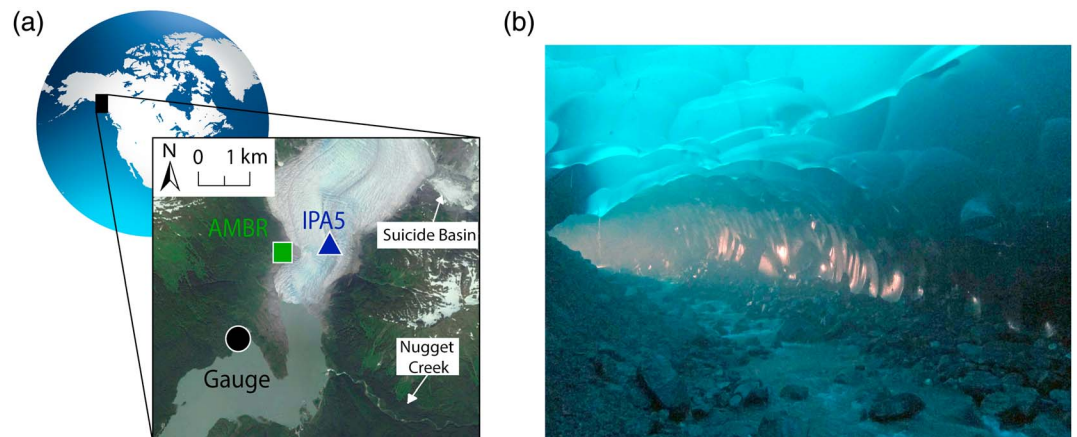 (a)
(b)
N
0 1 km
AMBR
IPA5
Suicide Basin
Gauge
Nugget
Creek